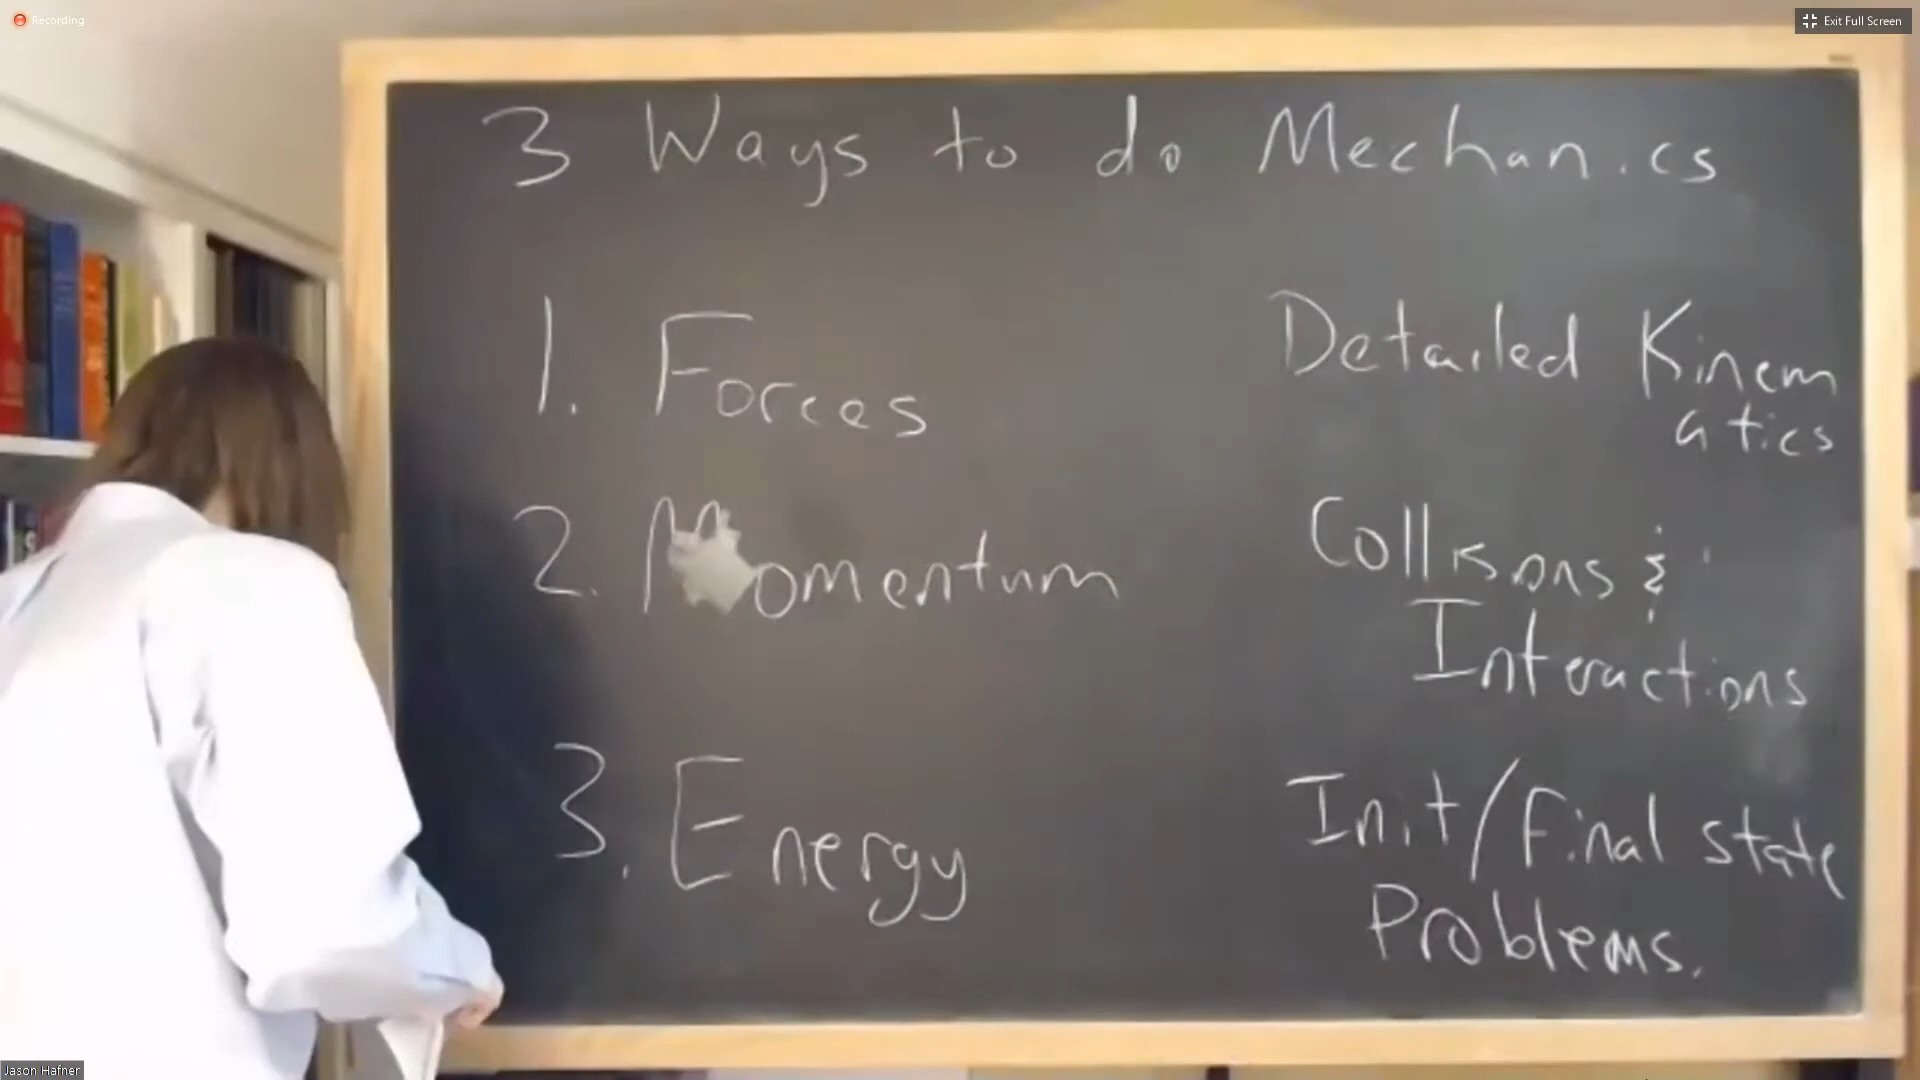 Recording
Exit Full Screen
3 Ways to do Mechanics
1. Forces
Detailed Kinem
atics
2. Momentum
Collisons &
Interactions
3. Energy
Init/Final state
Problems.
Jason Hafner